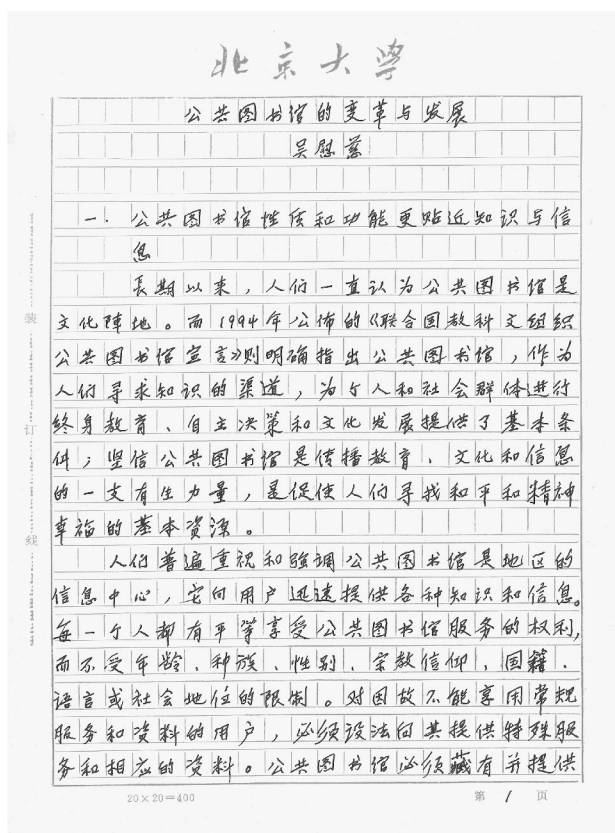 北京大学
公共图书馆的变革与发展
吴慰慈
一、公共图书馆性质和功能更贴近知识与信
息
长期以来，人们一直认为公共图书馆是
文化阵地。而1994年公佈的《联合国教科文组织
公共图书馆宣言》则明确指出公共图书馆，作为
人们寻求知识的渠道，为个人和社会群体进行
终身教育、自主决策和文化发展提供了基本条
件；坚信公共图书馆是传播教育、文化和信息
的一支有生力量，是促使人们寻找和平和精神
幸福的基本资源。
人们普遍重视和强调公共图书馆是地区的
信息中心，它向用户迅速提供各种知识和信息。
每一个人都有平等享受公共图书馆服务的权利，
而不受年龄、种族、性别、宗教信仰、国籍、
语言或社会地位的限制。对因故不能享用常规
服务和资料的用户，必须设法向其提供特殊服
务和相应的资料。公共图书馆必须藏有并提供
装
订
线
20×20=400
第 1 页